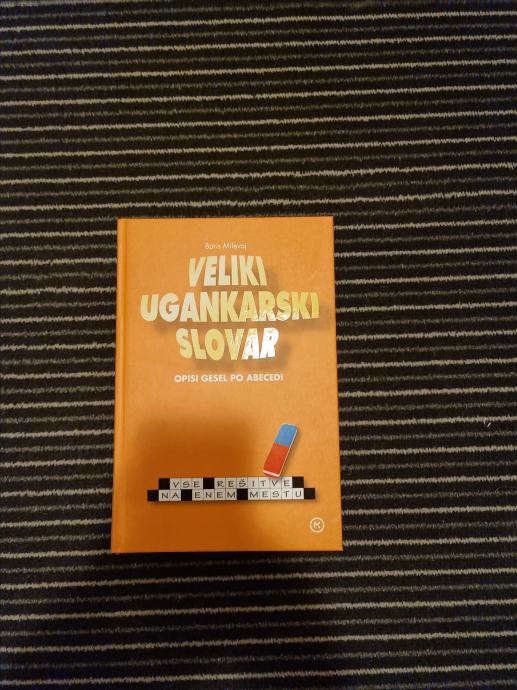 Boris Milevoj
VELIKI
UGANKARSKI
SLOVAR
OPISI GESEL PO ABECEDI
VSE REŠITVE
NA ENEM MESTU